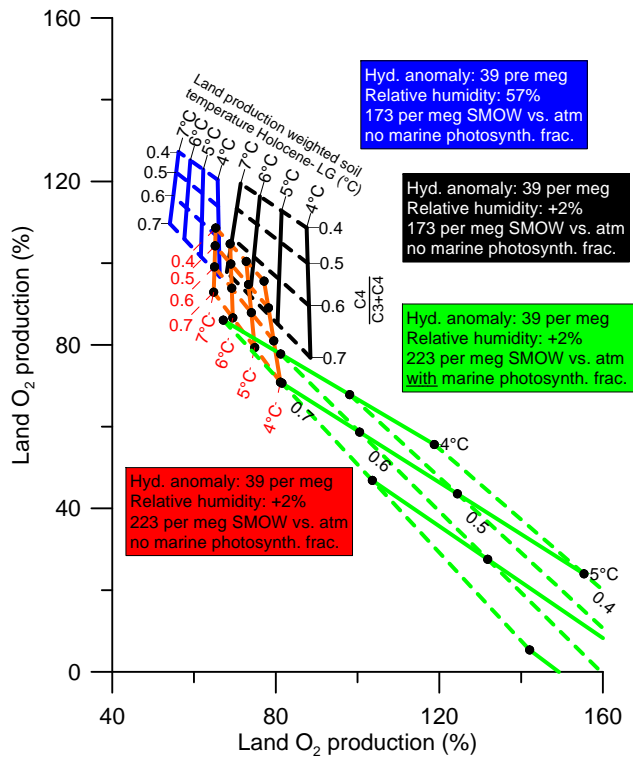 160
120
80
40
0
40
80
120
160
Land O₂ production (%)
Land O₂ production (%)
Hyd. anomaly: 39 pre meg
Relative humidity: 57%
173 per meg SMOW vs. atm
no marine photosynth. frac.
Hyd. anomaly: 39 per meg
Relative humidity: +2%
173 per meg SMOW vs. atm
no marine photosynth. frac.
Hyd. anomaly: 39 per meg
Relative humidity: +2%
223 per meg SMOW vs. atm
with marine photosynth. frac.
Hyd. anomaly: 39 per meg
Relative humidity: +2%
223 per meg SMOW vs. atm
no marine photosynth. frac.
Land production weighted soil
temperature Holocene- LG (°C)
7°C
6°C
5°C
4°C
0.4
0.5
0.6
0.7
7°C
6°C
5°C
4°C
0.4
0.5
0.6
0.7
C4
C3+C4
0.4
0.5
0.6
0.7
7°C
6°C
5°C
4°C
0.7
0.6
0.5
0.4
4°C
5°C